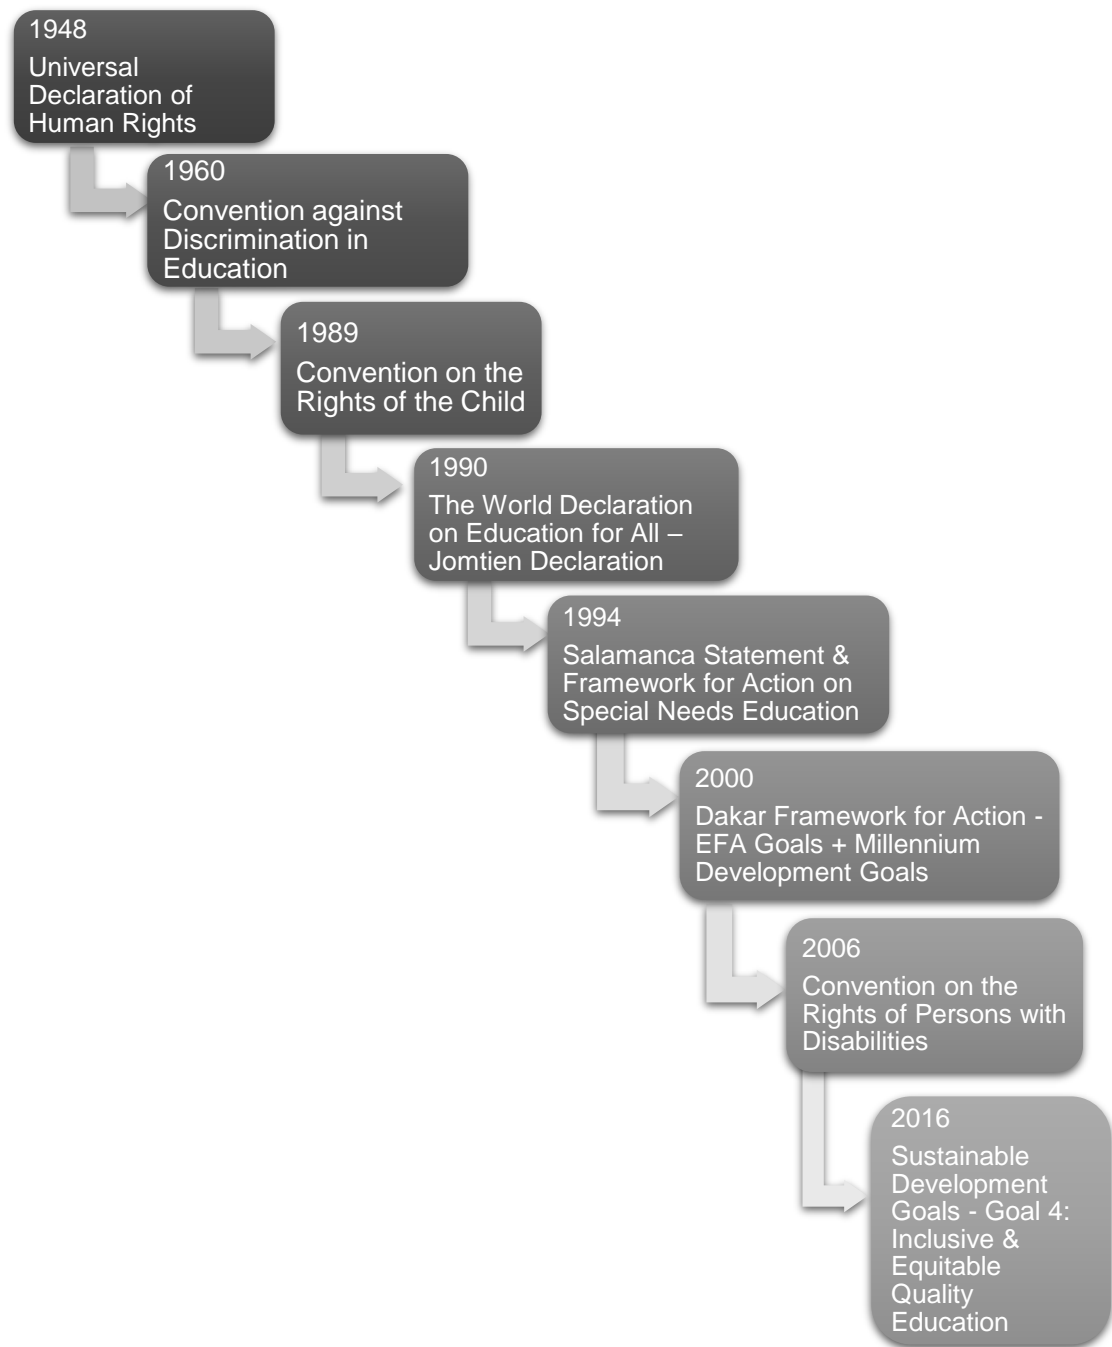 1948
Universal
Declaration of
Human Rights
1960
Convention against
Discrimination in
Education
1989
Convention on the
Rights of the Child
1990
The World Declaration
on Education for All –
Jomtien Declaration
1994
Salamanca Statement &
Framework for Action on
Special Needs Education
2000
Dakar Framework for Action -
EFA Goals + Millennium
Development Goals
2006
Convention on the
Rights of Persons with
Disabilities
2016
Sustainable
Development
Goals - Goal 4:
Inclusive &
Equitable
Quality
Education